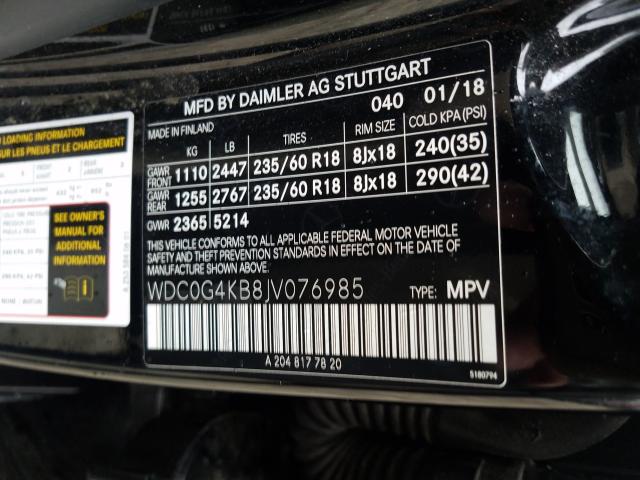 MFD BY DAIMLER AG STUTTGART
040 01/18
MADE IN FINLAND
KG LB TIRES RIM SIZE COLD KPA (PSI)
GAWR FRONT 1110 2447 235/60 R18 8Jx18 240(35)
GAWR REAR 1255 2767 235/60 R18 8Jx18 290(42)
GVWR 2365 5214
THIS VEHICLE CONFORMS TO ALL APPLICABLE FEDERAL MOTOR VEHICLE
SAFETY AND THEFT PREVENTION STANDARDS IN EFFECT ON THE DATE OF
MANUFACTURE SHOWN ABOVE.
WDC0G4KB8JV076985 TYPE: MPV
A 204 817 78 20
5180794
LOADING INFORMATION
SUR LES PNEUS ET LE CHARGEMENT
SEE OWNER'S
MANUAL FOR
ADDITIONAL
INFORMATION